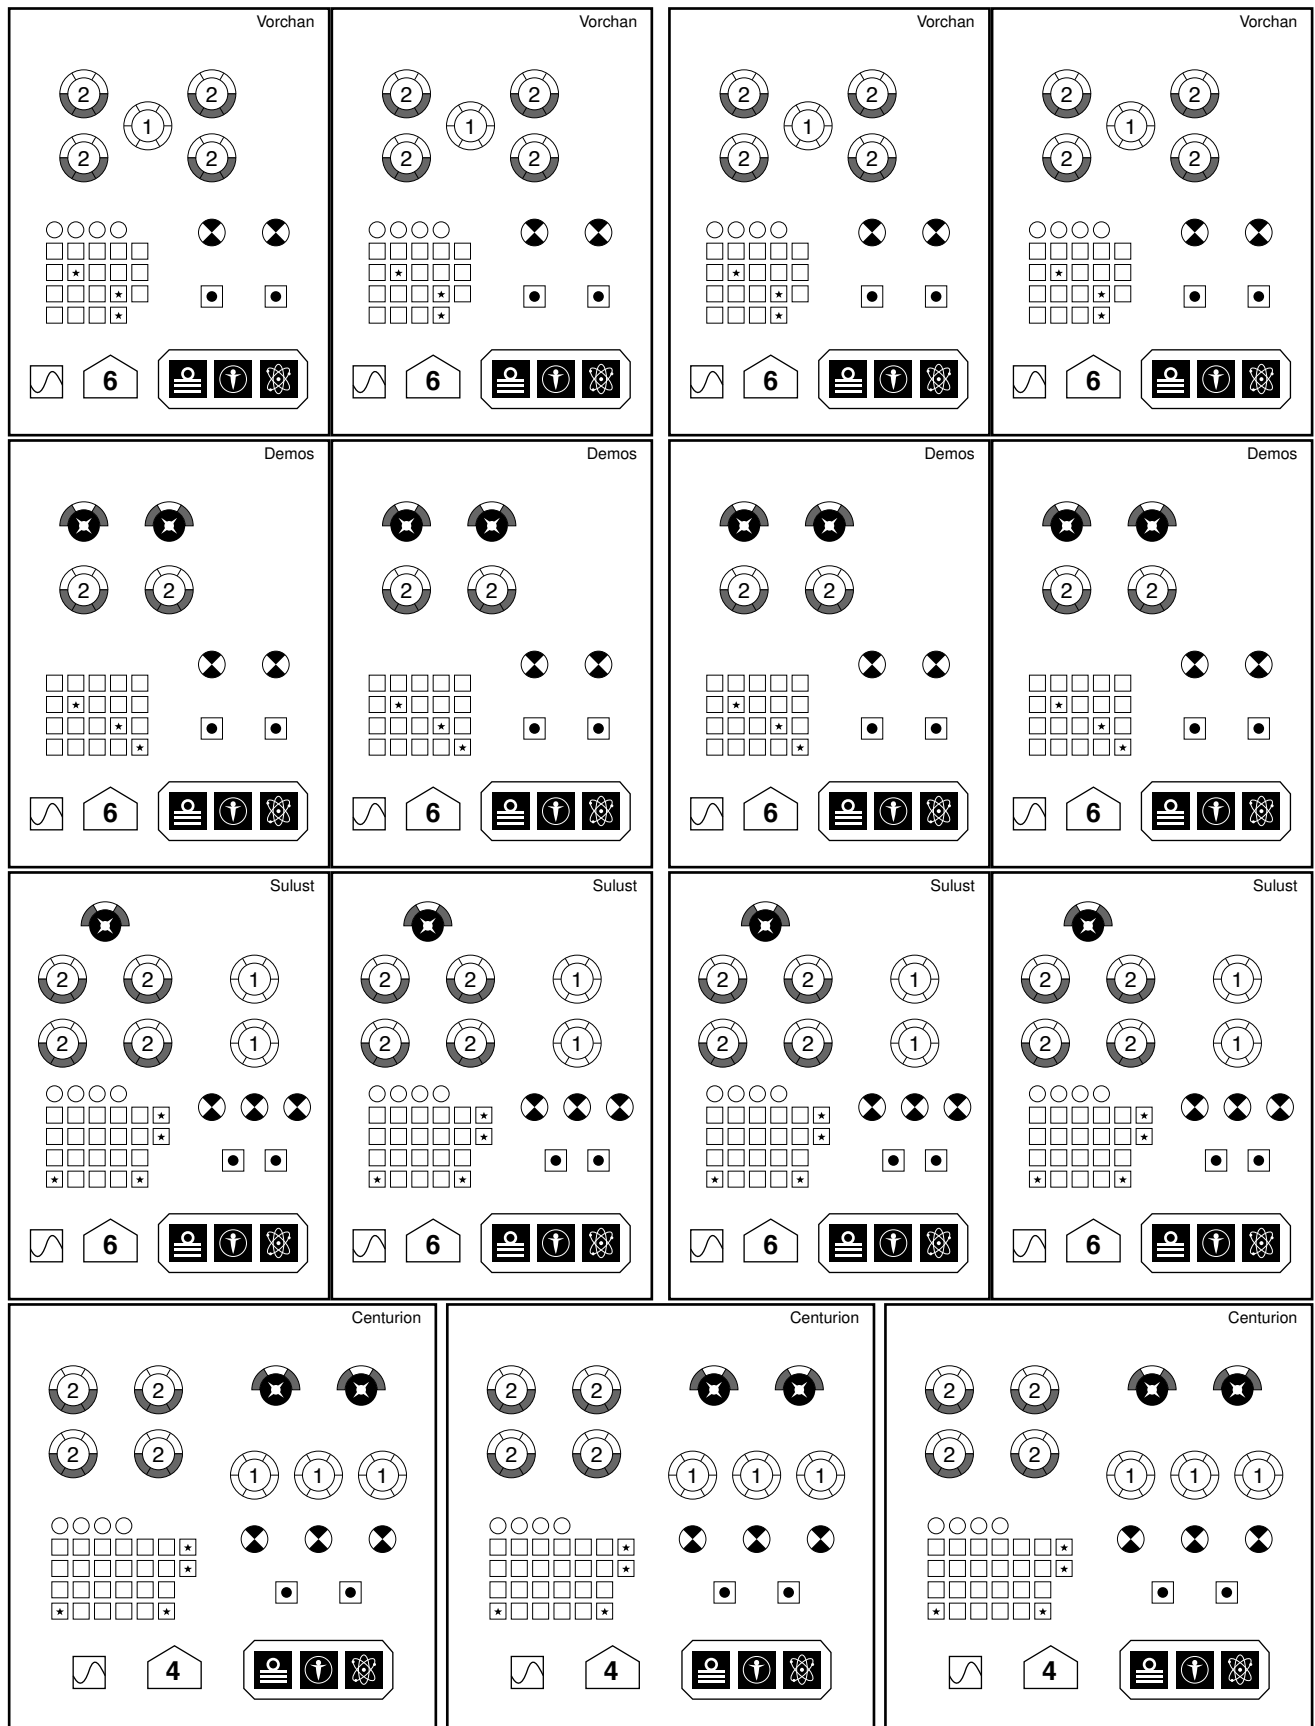 Vorchan Vorchan Vorchan Vorchan
2 2 2 2 2 2 2 2
1 1 1 1
2 2 2 2 2 2 2 2
6 6 6 6
Demos Demos Demos Demos
2 2 2 2 2 2 2 2
6 6 6 6
Sulust Sulust Sulust Sulust
2 2 1 2 2 1 2 2 1 2 2 1
2 2 1 2 2 1 2 2 1 2 2 1
6 6 6 6
Centurion Centurion Centurion
2 2 2 2 2 2
2 2 2 2 2 2
1 1 1 1 1 1 1 1 1
4 4 4